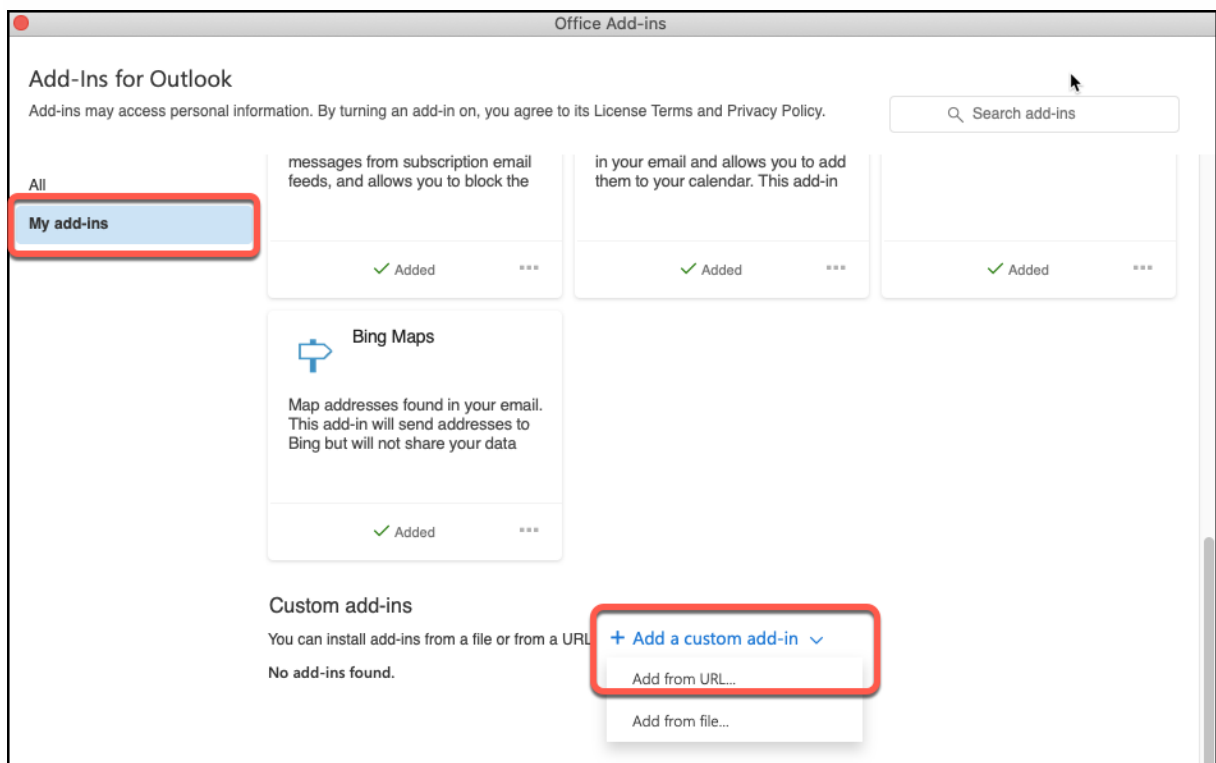 Office Add-ins
Add-Ins for Outlook
Add-ins may access personal information. By turning an add-in on, you agree to its License Terms and Privacy Policy.
Search add-ins
All
My add-ins
messages from subscription email
feeds, and allows you to block the
Added
in your email and allows you to add
them to your calendar. This add-in
Added
Added
Bing Maps
Map addresses found in your email.
This add-in will send addresses to
Bing but will not share your data
Added
Custom add-ins
You can install add-ins from a file or from a URL
+ Add a custom add-in
No add-ins found.
Add from URL...
Add from file...